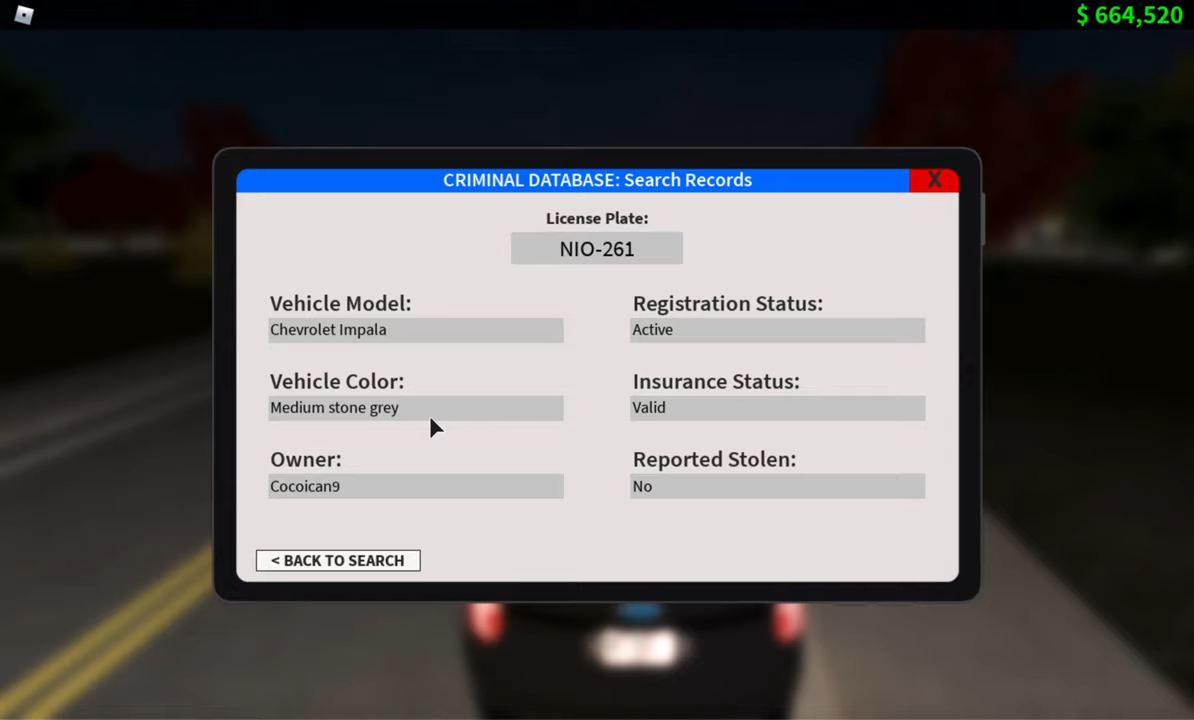 $ 664,520
CRIMINAL DATABASE: Search Records
X
License Plate:
NIO-261
Vehicle Model:
Chevrolet Impala
Registration Status:
Active
Vehicle Color:
Medium stone grey
Insurance Status:
Valid
Owner:
Cocoican9
Reported Stolen:
No
< BACK TO SEARCH